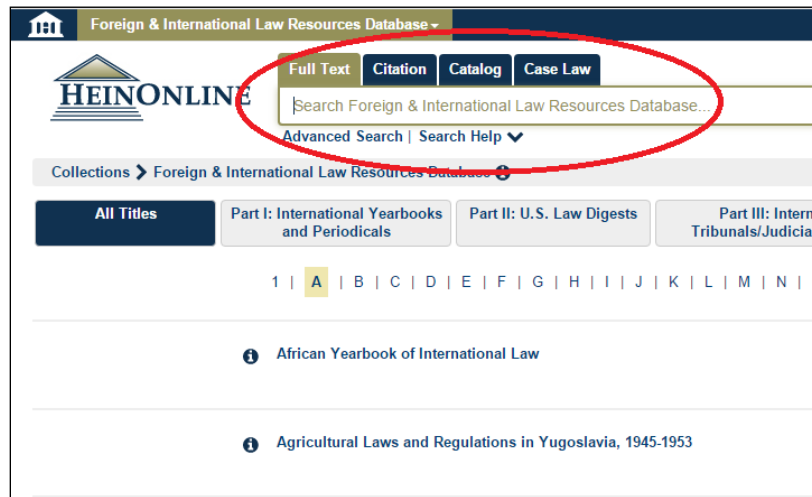 Foreign & International Law Resources Database
HEINONLINE
Full Text Citation Catalog Case Law
Search Foreign & International Law Resources Database...
Advanced Search | Search Help
Collections > Foreign & International Law Resources Database
All Titles
Part I: International Yearbooks
and Periodicals
Part II: U.S. Law Digests
Part III: Intern
Tribunals/Judicia
1 | A | B | C | D | E | F | G | H | I | J | K | L | M | N |
African Yearbook of International Law
Agricultural Laws and Regulations in Yugoslavia, 1945-1953